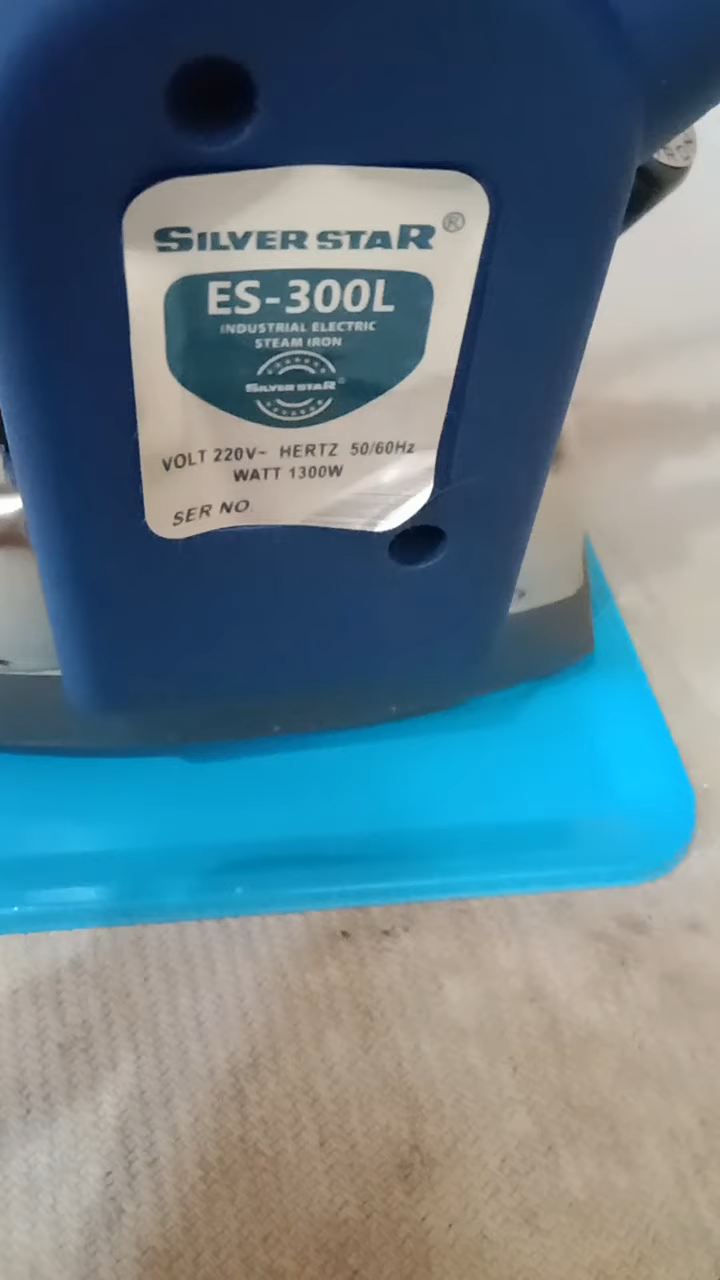 SILVER STAR®
ES-300L
INDUSTRIAL ELECTRIC
STEAM IRON
SILVER STAR®
VOLT 220V~ HERTZ 50/60Hz
WATT 1300W
SER NO.